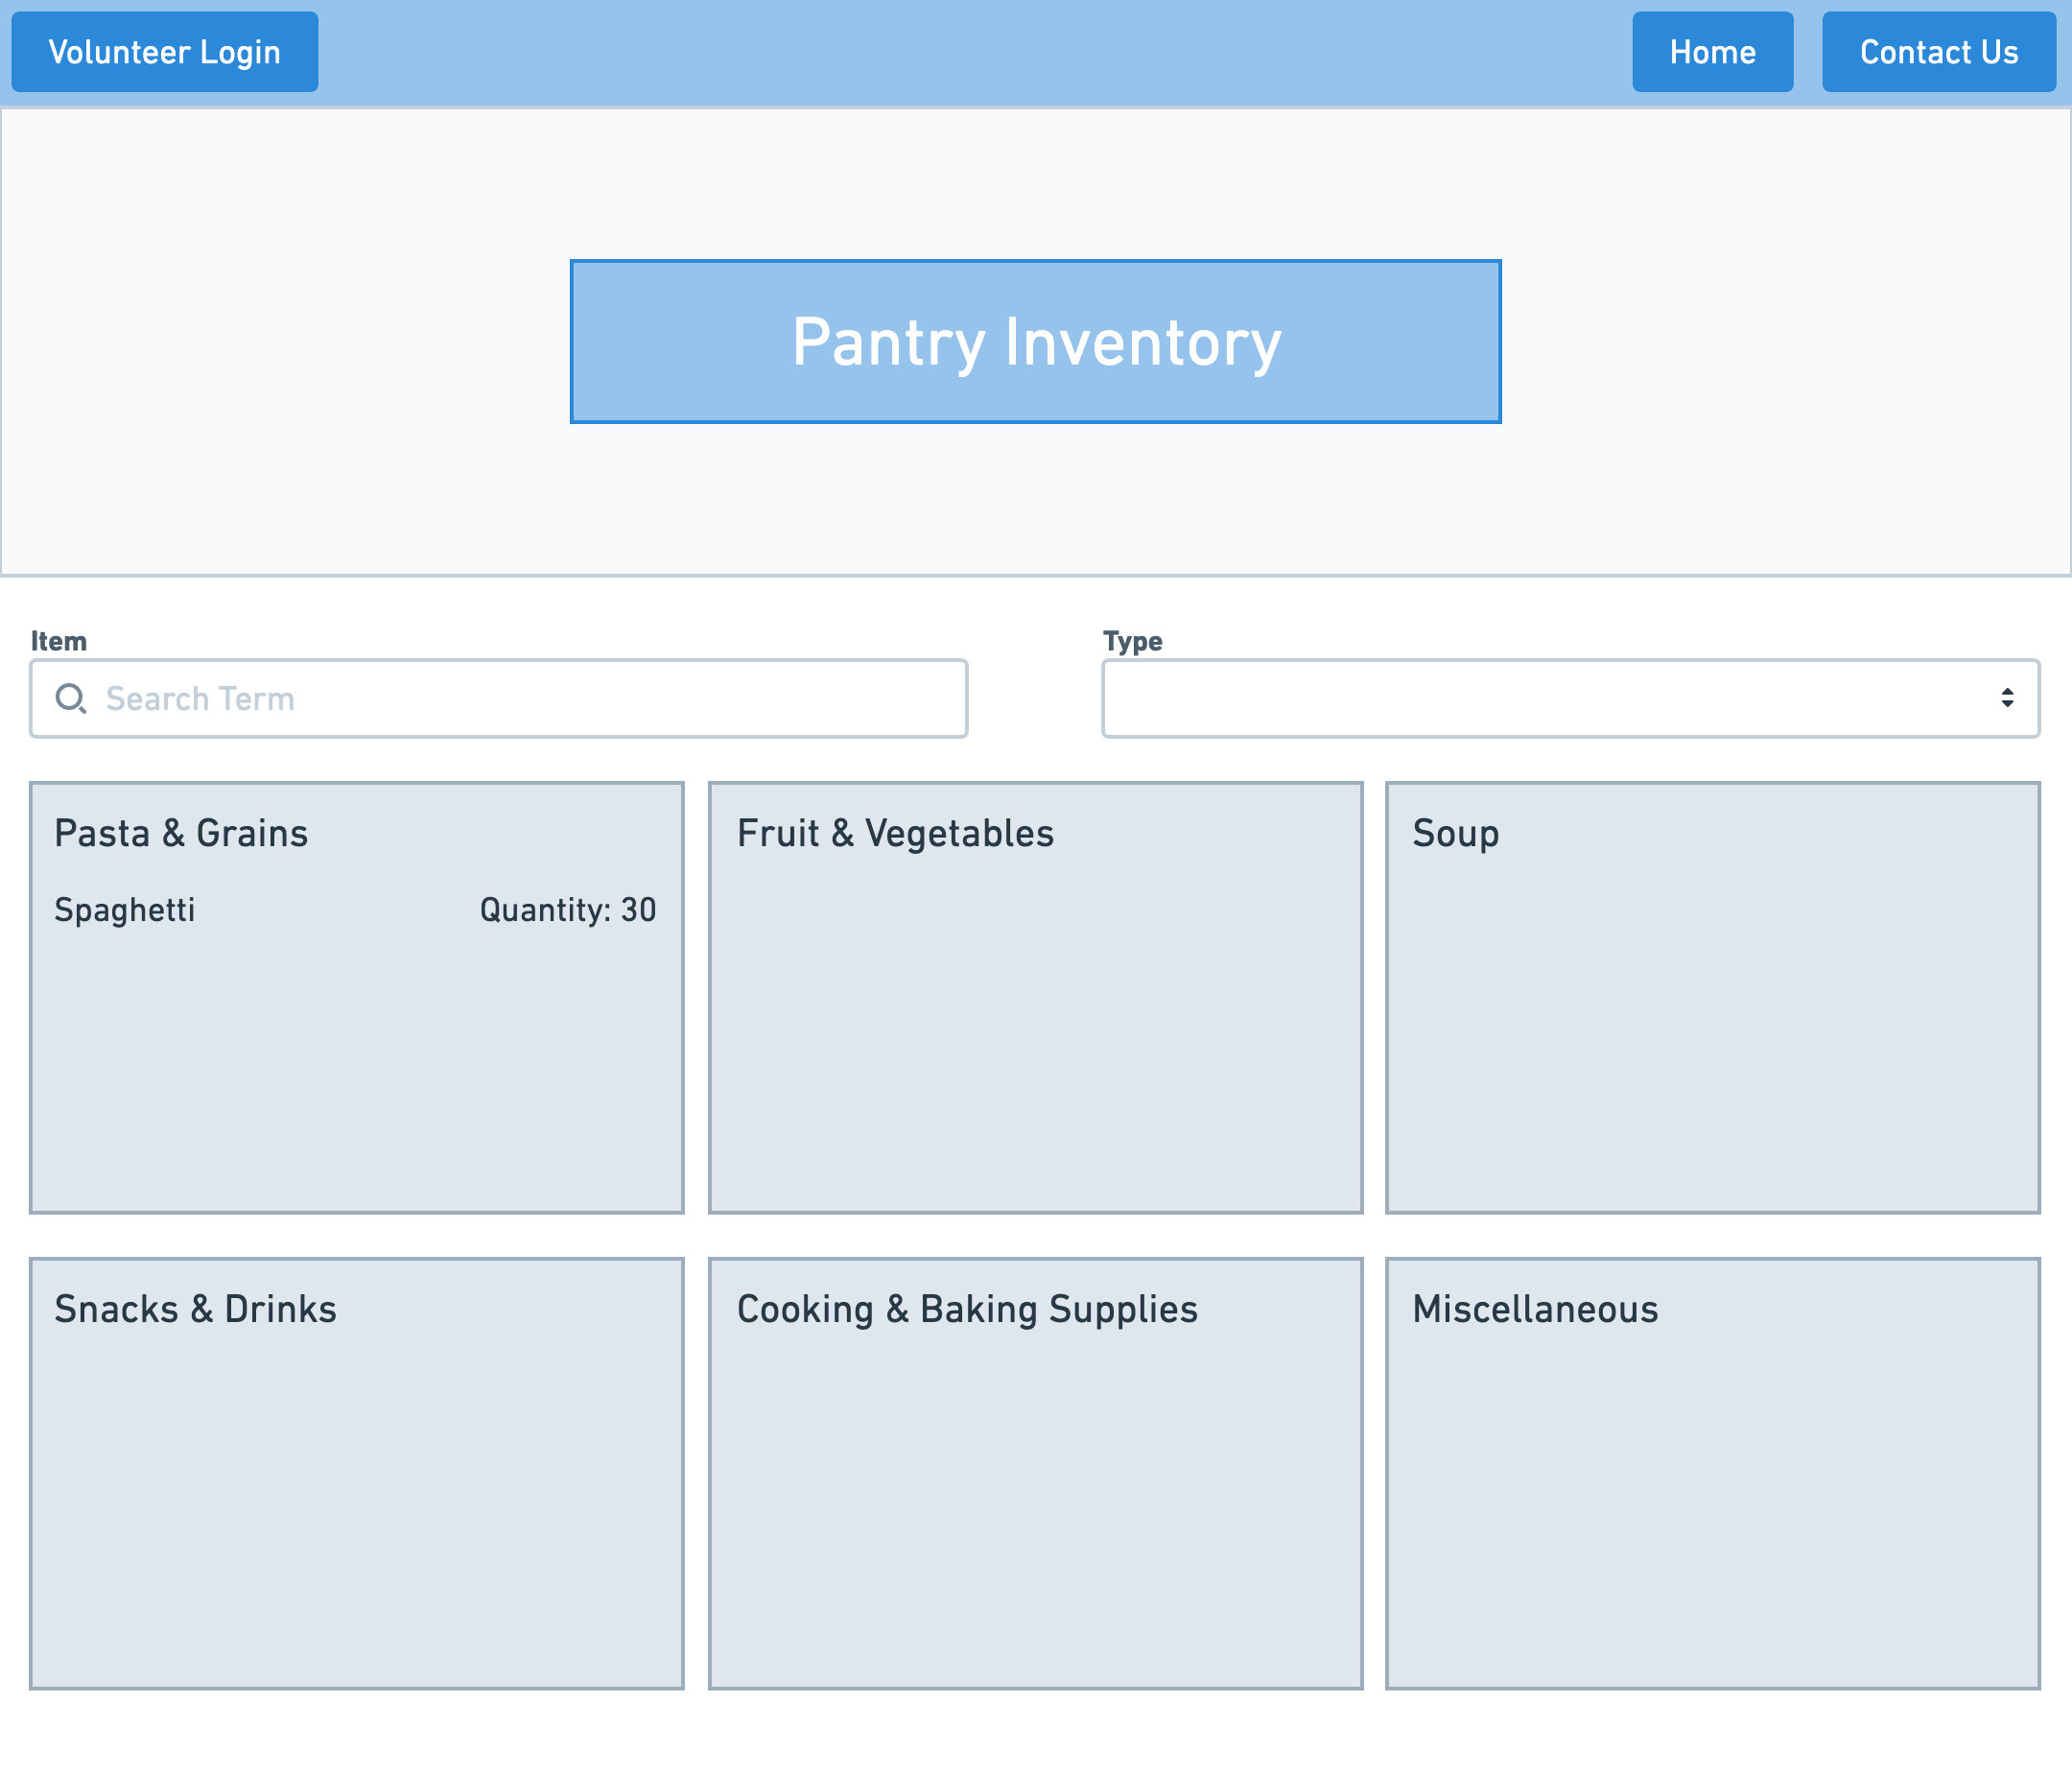 Volunteer Login
Home
Contact Us
Pantry Inventory
Item
Type
Search Term
Pasta & Grains
Spaghetti
Quantity: 30
Fruit & Vegetables
Soup
Snacks & Drinks
Cooking & Baking Supplies
Miscellaneous